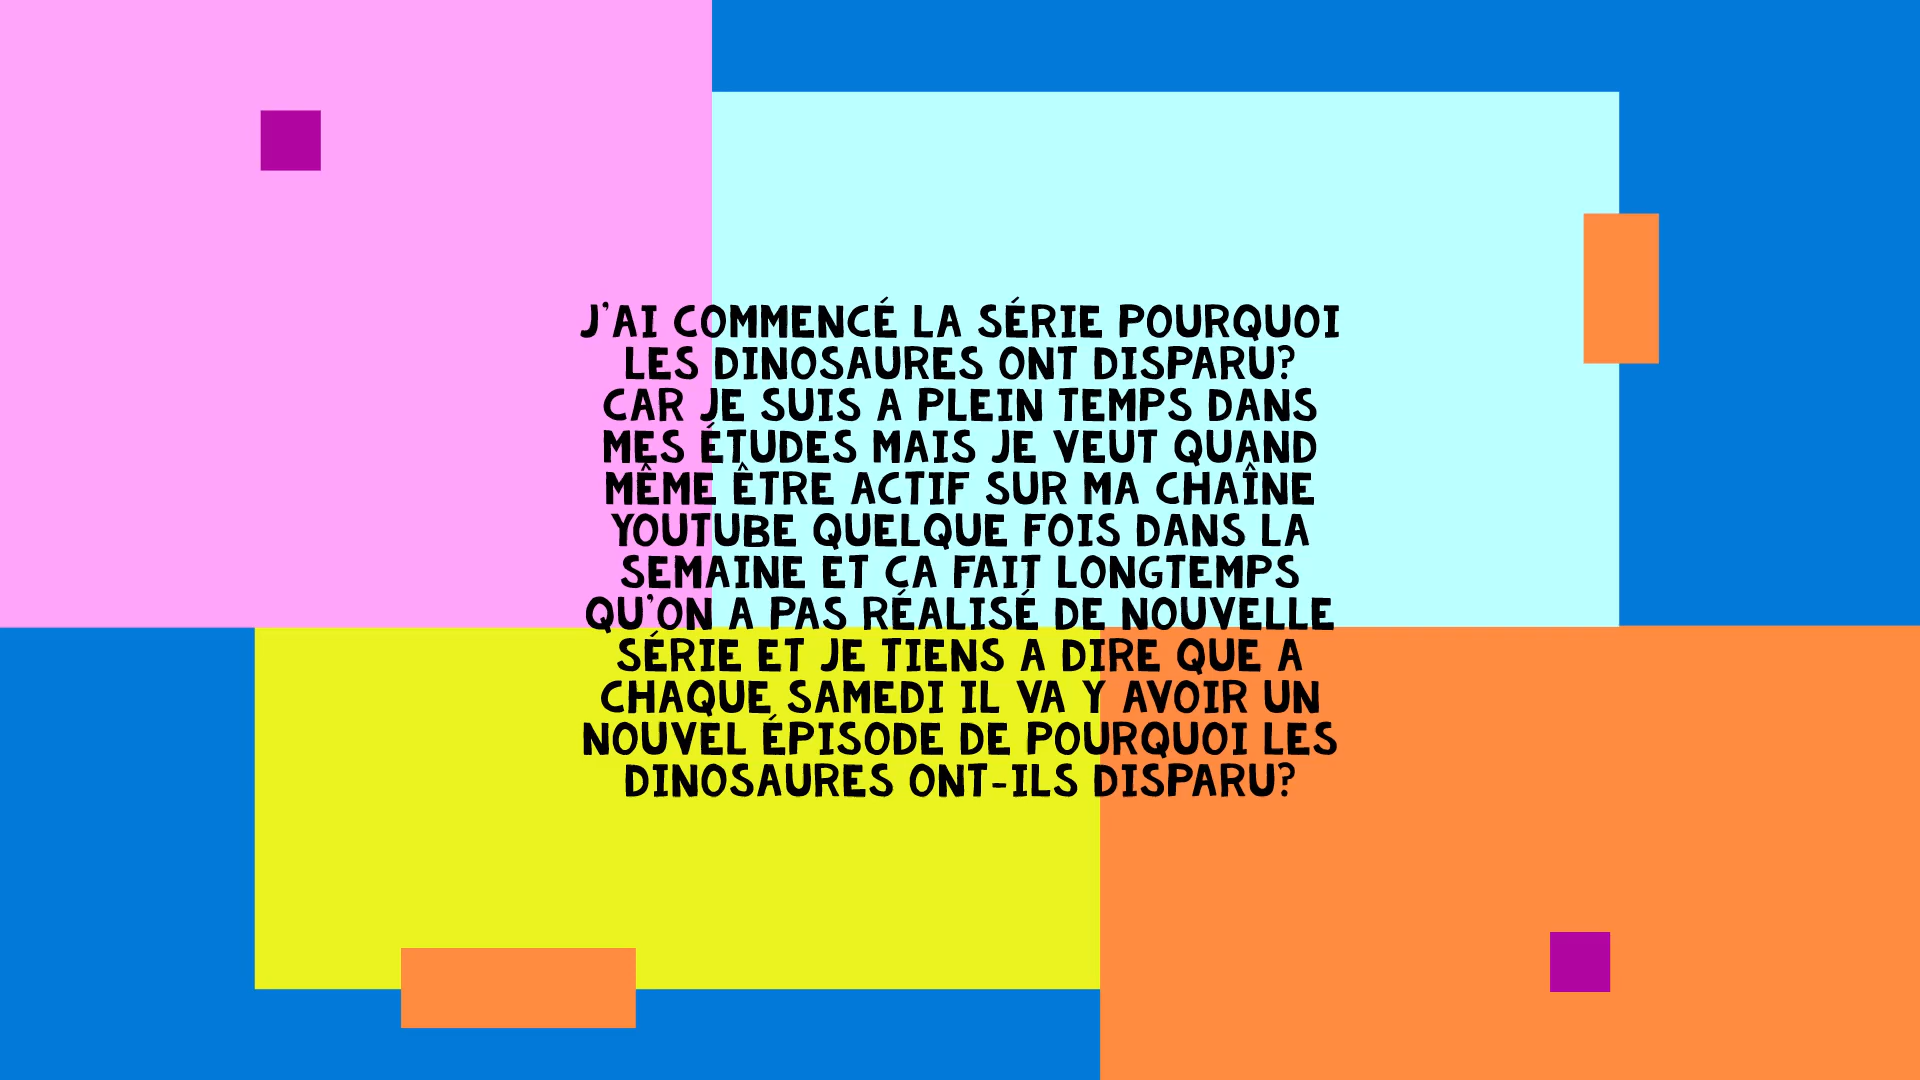 J'AI COMMENCÉ LA SÉRIE POURQUOI
LES DINOSAURES ONT DISPARU?
CAR JE SUIS A PLEIN TEMPS DANS
MES ÉTUDES MAIS JE VEUT QUAND
MÊME ÊTRE ACTIF SUR MA CHAÎNE
YOUTUBE QUELQUE FOIS DANS LA
SEMAINE ET ÇA FAIT LONGTEMPS
QU'ON A PAS RÉALISÉ DE NOUVELLE
SÉRIE ET JE TIENS A DIRE QUE A
CHAQUE SAMEDI IL VA Y AVOIR UN
NOUVEL ÉPISODE DE POURQUOI LES
DINOSAURES ONT-ILS DISPARU?